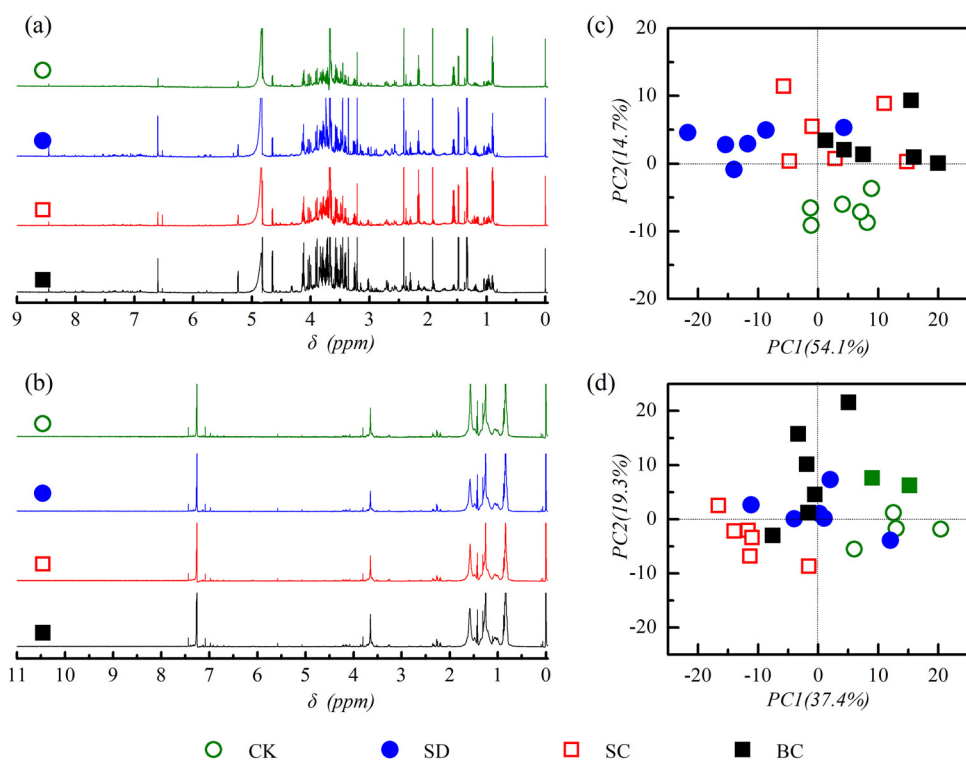 (a)
9 8 7 6 5 4 3 2 1 0
δ (ppm)
(b)
11 10 9 8 7 6 5 4 3 2 1 0
δ (ppm)
(c)
20
10
0
-10
-20
PC2(14.7%)
-20 -10 0 10 20
PC1(54.1%)
(d)
20
10
0
-10
-20
PC2(19.3%)
-20 -10 0 10 20
PC1(37.4%)
CK SD SC BC